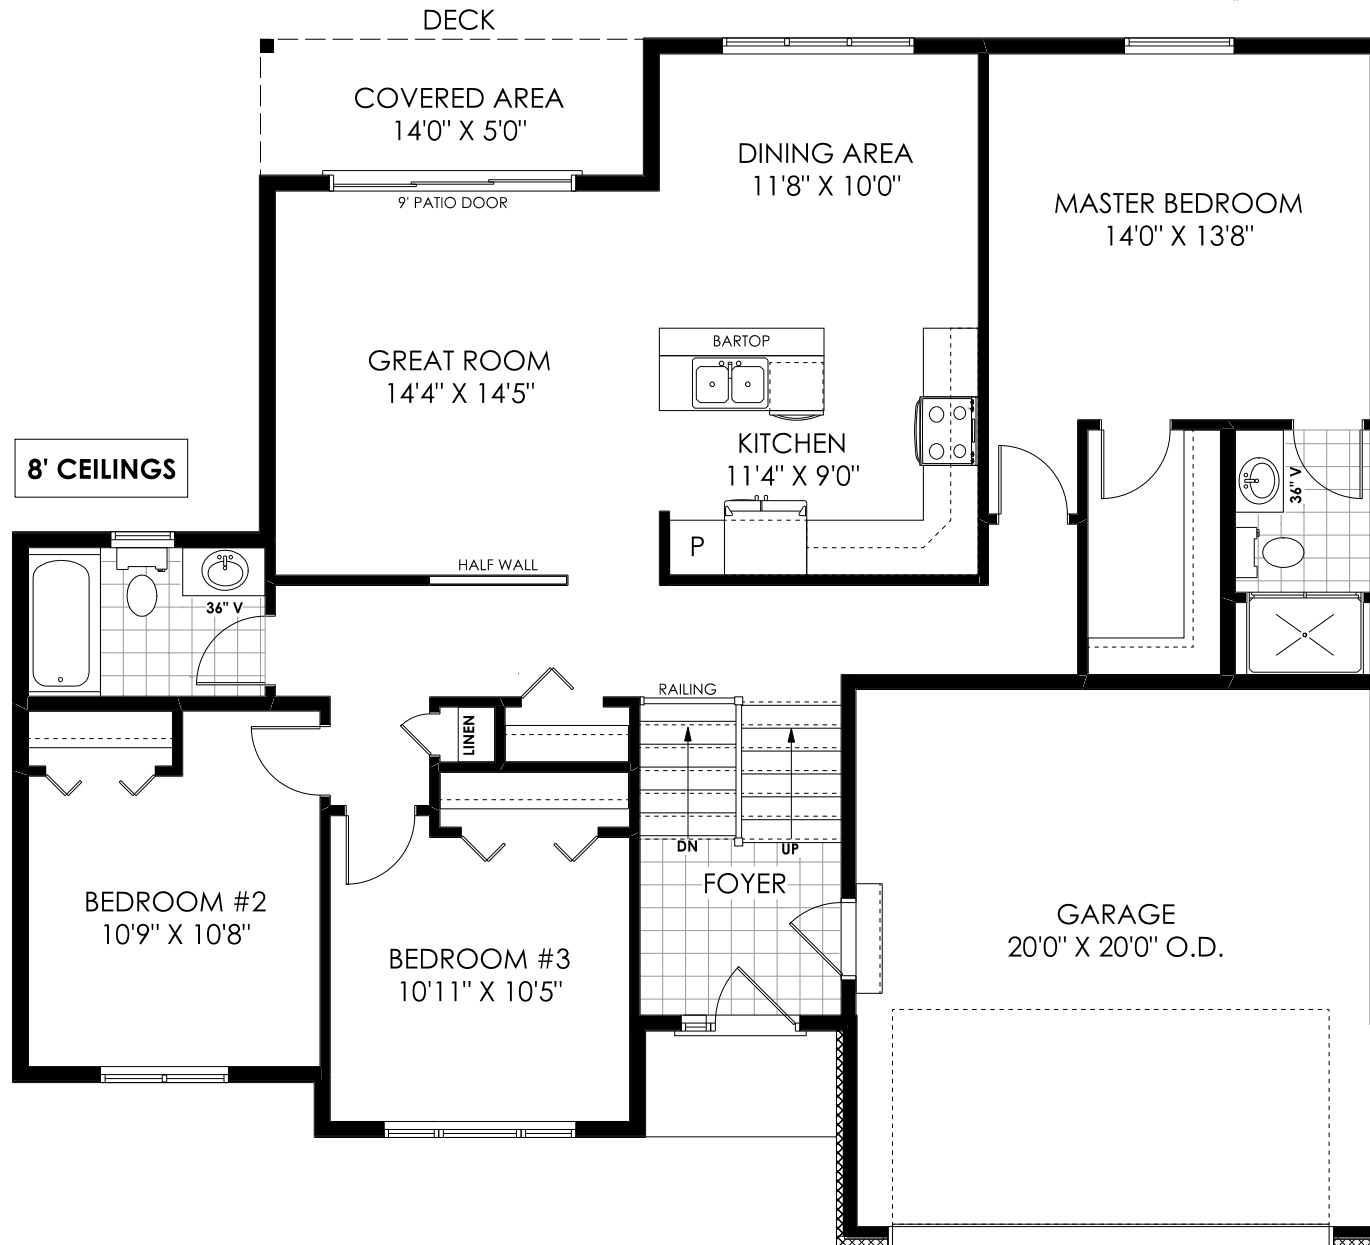 DECK
COVERED AREA
14'0" X 5'0"
9' PATIO DOOR
DINING AREA
11'8" X 10'0"
MASTER BEDROOM
14'0" X 13'8"
GREAT ROOM
14'4" X 14'5"
BARTOP
KITCHEN
11'4" X 9'0"
P
8' CEILINGS
36" V
36" V
HALF WALL
RAILING
LINEN
DN
UP
FOYER
BEDROOM #2
10'9" X 10'8"
BEDROOM #3
10'11" X 10'5"
GARAGE
20'0" X 20'0" O.D.